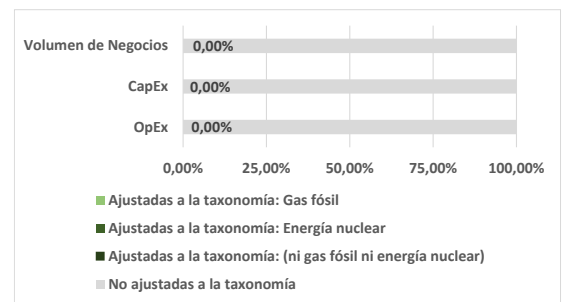 Volumen de Negocios 0,00%
CapEx 0,00%
OpEx 0,00%
0,00% 25,00% 50,00% 75,00% 100,00%
Ajustadas a la taxonomía: Gas fósil
Ajustadas a la taxonomía: Energía nuclear
Ajustadas a la taxonomía: (ni gas fósil ni energía nuclear)
No ajustadas a la taxonomía